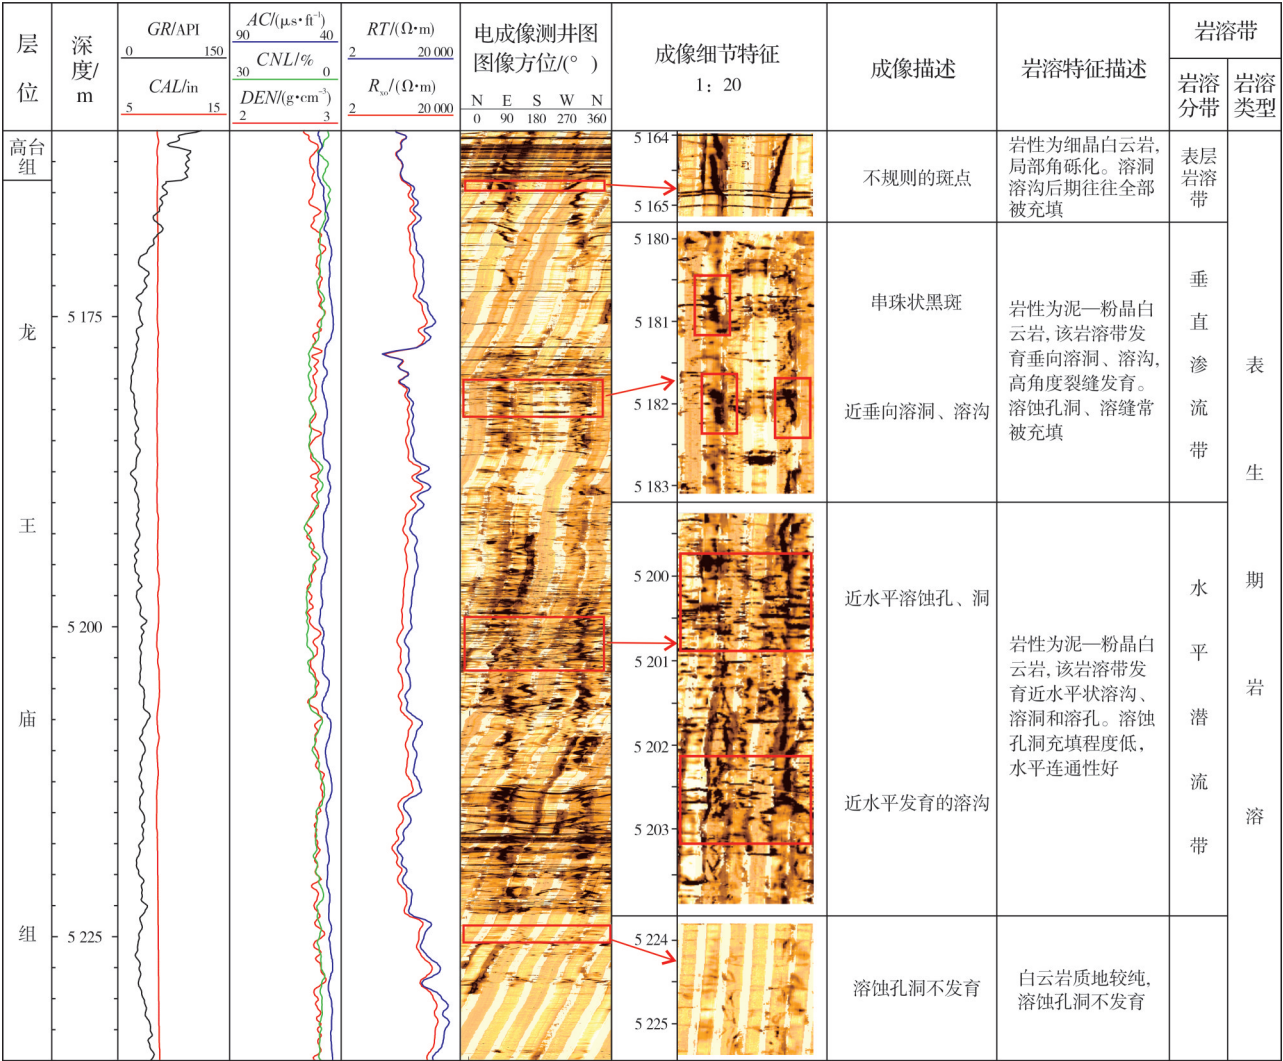 层位
深度/m
GR/API
0 150
CAL/in
5 15
AC/(μs·ft⁻¹)
90 40
CNL/%
30 0
DEN/(g·cm⁻³)
2 3
RT/(Ω·m)
2 20 000
Rxo/(Ω·m)
2 20 000
电成像测井图
图像方位/(°)
N E S W N
0 90 180 270 360
成像细节特征
1:20
成像描述
岩溶特征描述
岩溶带
岩溶分带
岩溶类型
高台组
龙王庙组
5 175
5 200
5 225
5 164
5 165
不规则的斑点
岩性为细晶白云岩,
局部角砾化。溶洞
溶沟后期往往全部
被充填
表层
岩溶
带
5 180
5 181
5 182
5 183
串珠状黑斑
近垂向溶洞、溶沟
岩性为泥—粉晶白
云岩,该岩溶带发
育垂向溶洞、溶沟,
高角度裂缝发育。
溶蚀孔洞、溶缝常
被充填
垂直渗流带
5 200
5 201
5 202
5 203
近水平溶蚀孔、洞
近水平发育的溶沟
岩性为泥—粉晶白
云岩,该岩溶带发
育近水平状溶沟、
溶洞和溶孔。溶蚀
孔洞充填程度低,
水平连通性好
水平潜流带
5 224
5 225
溶蚀孔洞不发育
白云岩质地较纯,
溶蚀孔洞不发育
表生期岩溶